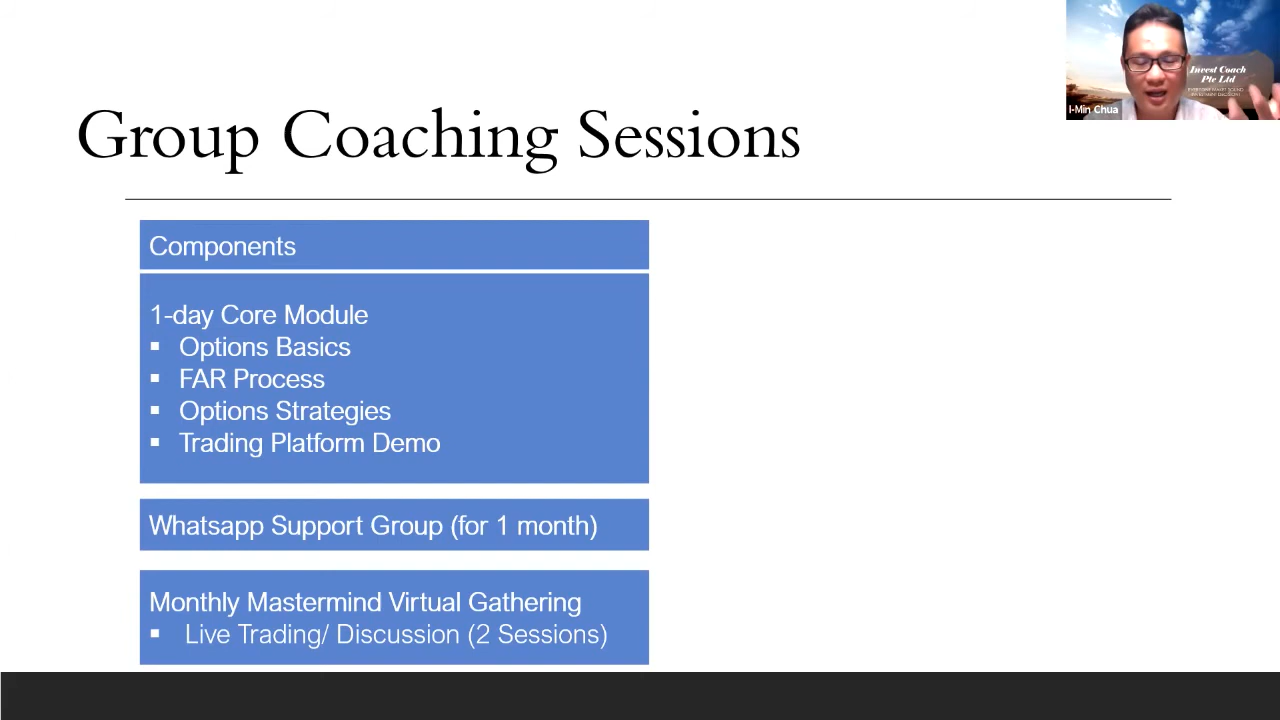 Group Coaching Sessions
Invest Coach
Pte Ltd
I-Min Chua
Components
1-day Core Module
▪ Options Basics
▪ FAR Process
▪ Options Strategies
▪ Trading Platform Demo
Whatsapp Support Group (for 1 month)
Monthly Mastermind Virtual Gathering
▪ Live Trading/ Discussion (2 Sessions)